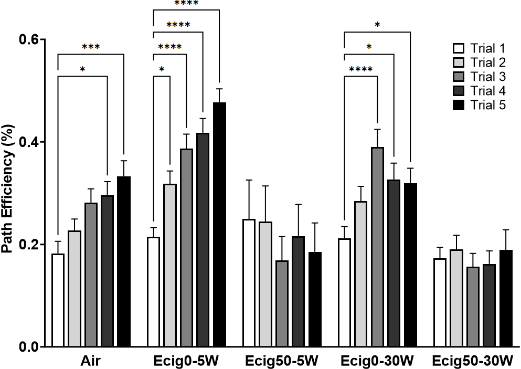 ****
*** **** **** *
* **** * *
* ****
Path Efficiency (%)
0.6
0.4
0.2
0.0
Air Ecig0-5W Ecig50-5W Ecig0-30W Ecig50-30W
Trial 1
Trial 2
Trial 3
Trial 4
Trial 5